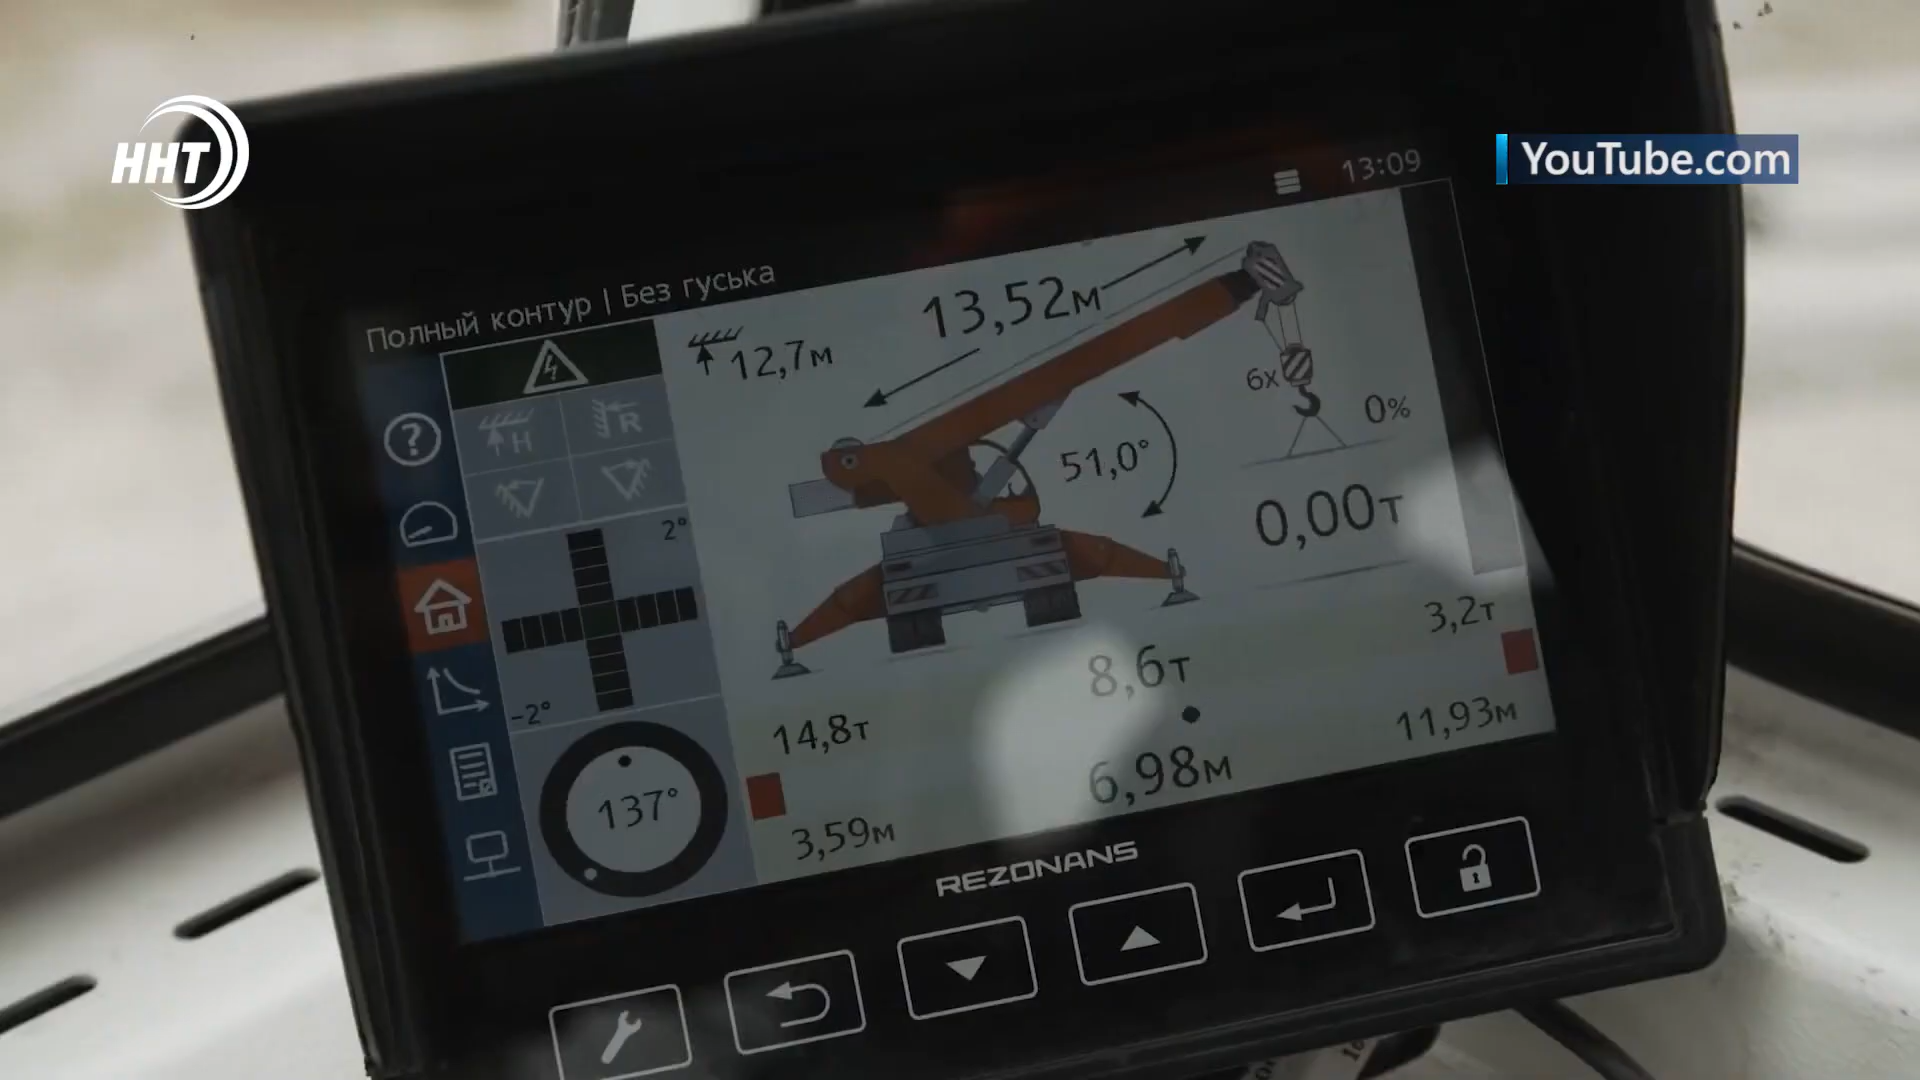 ННТ
YouTube.com
13:09
Полный контур | Без гуська
13,52м
12,7м
6x
0%
H
R
51,0°
2°
0,00т
-2°
3,2т
8,6т
14,8т
11,93м
6,98м
137°
3,59м
REZONANS